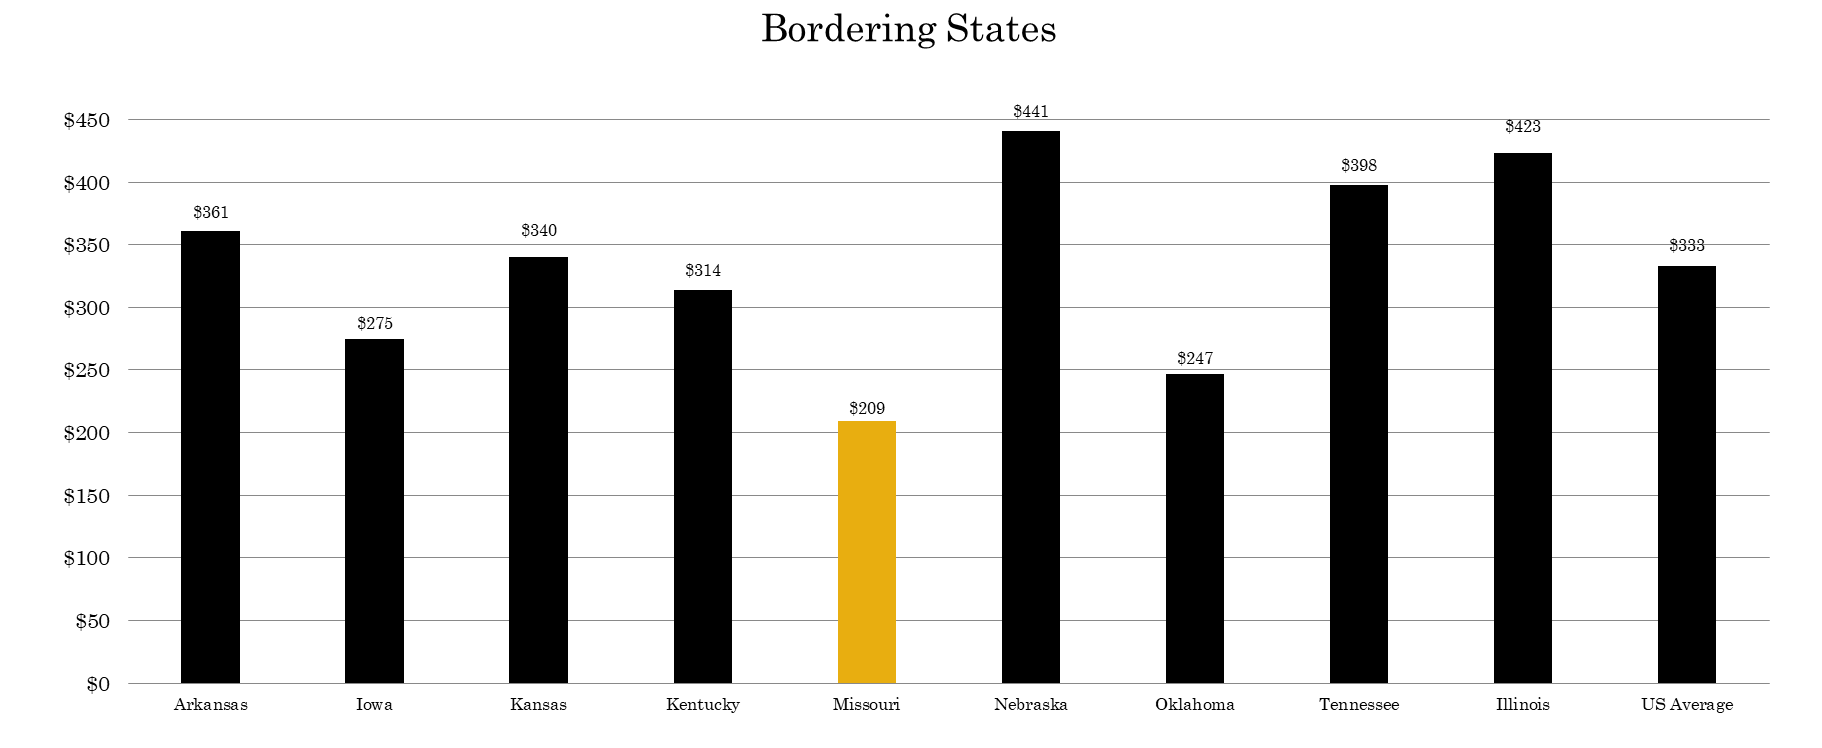 Bordering States
$450
$400
$350
$300
$250
$200
$150
$100
$50
$0
$361
$275
$340
$314
$209
$441
$247
$398
$423
$333
Arkansas
Iowa
Kansas
Kentucky
Missouri
Nebraska
Oklahoma
Tennessee
Illinois
US Average